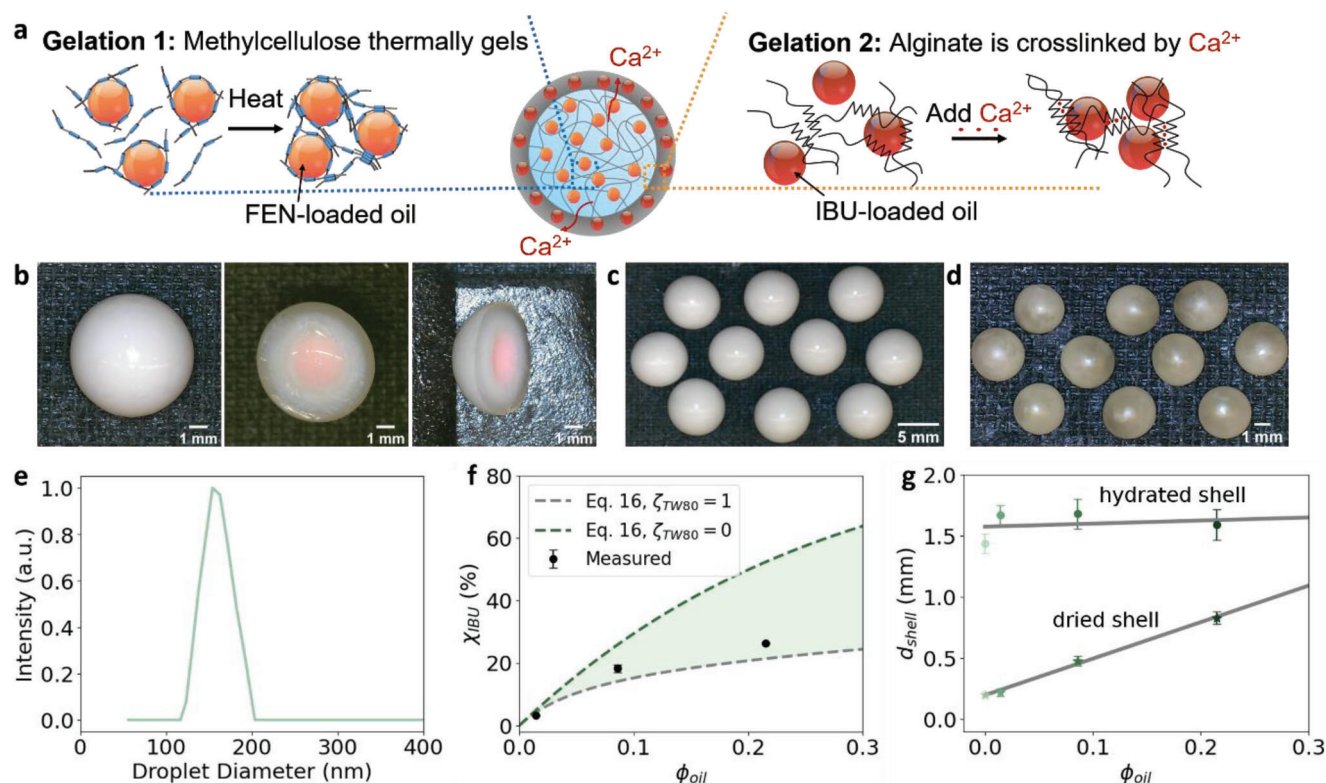 a
Gelation 1: Methylcellulose thermally gels
Heat
FEN-loaded oil
Ca2+
Ca2+
Gelation 2: Alginate is crosslinked by Ca2+
Add Ca2+
IBU-loaded oil
b
1 mm
1 mm
1 mm
c
5 mm
d
1 mm
e
Intensity (a.u.)
1.0
0.8
0.6
0.4
0.2
0.0
0 100 200 300 400
Droplet Diameter (nm)
f
χIBU (%)
80
60
40
20
0
Eq. 16, ζTW80 = 1
Eq. 16, ζTW80 = 0
Measured
0.0 0.1 0.2 0.3
ϕoil
g
dshell (mm)
2.0
1.5
1.0
0.5
0.0
hydrated shell
dried shell
0.0 0.1 0.2 0.3
ϕoil